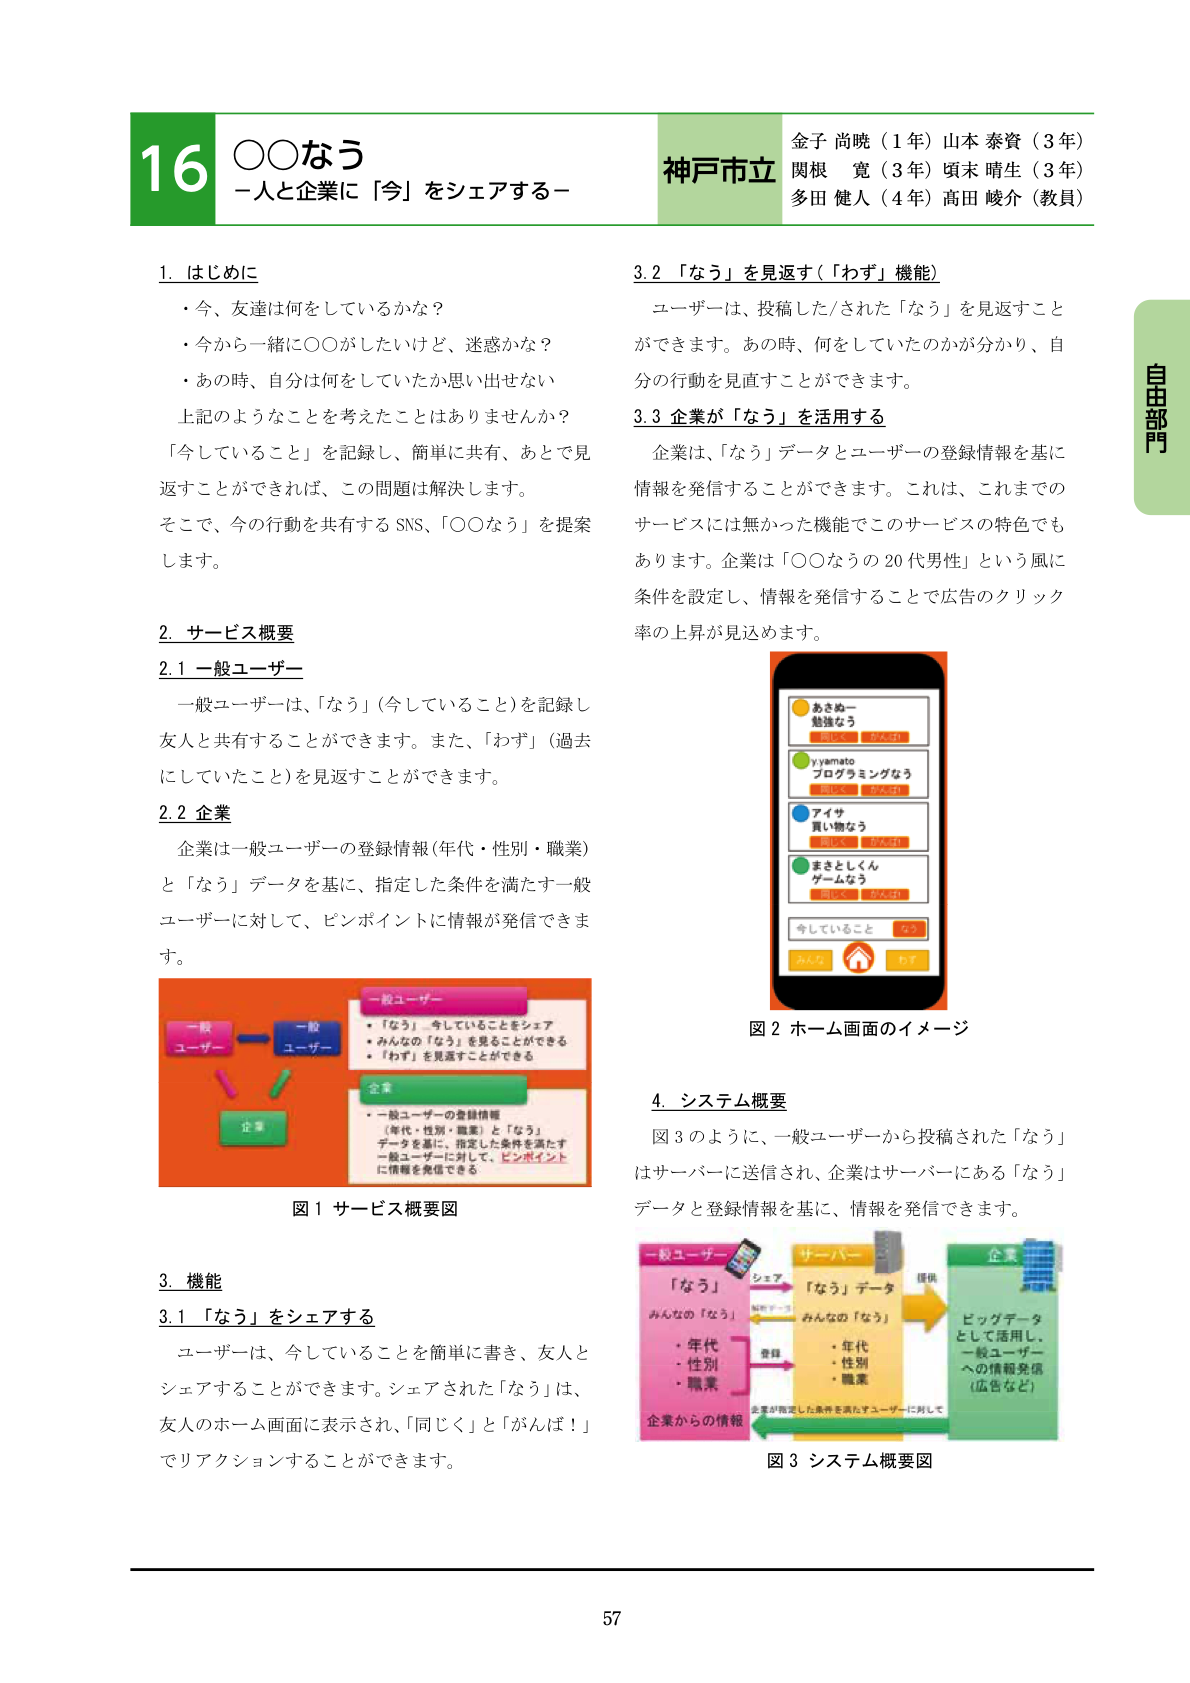 16
〇〇なう
－人と企業に「今」をシェアする－
神戸市立
金子 尚暁（１年）山本 泰資（３年）
関根　寛（３年）頃末 晴生（３年）
多田 健人（４年）髙田 崚介（教員）
自由部門
1. はじめに
・今、友達は何をしているかな？
・今から一緒に〇〇がしたいけど、迷惑かな？
・あの時、自分は何をしていたか思い出せない
上記のようなことを考えたことはありませんか？
「今していること」を記録し、簡単に共有、あとで見
返すことができれば、この問題は解決します。
そこで、今の行動を共有する SNS、「〇〇なう」を提案
します。
2. サービス概要
2.1 一般ユーザー
一般ユーザーは、「なう」(今していること)を記録し
友人と共有することができます。また、「わず」(過去
にしていたこと)を見返すことができます。
2.2 企業
企業は一般ユーザーの登録情報(年代・性別・職業)
と「なう」データを基に、指定した条件を満たす一般
ユーザーに対して、ピンポイントに情報が発信できま
す。
一般
ユーザー
一般
ユーザー
企業
一般ユーザー
・「なう」…今していることをシェア
・みんなの「なう」を見ることができる
・「わず」を見返すことができる
企業
・一般ユーザーの登録情報
（年代・性別・職業）と「なう」
データを基に、指定した条件を満たす
一般ユーザーに対して、ピンポイント
に情報を発信できる
図 1 サービス概要図
3. 機能
3.1 「なう」をシェアする
ユーザーは、今していることを簡単に書き、友人と
シェアすることができます。シェアされた「なう」は、
友人のホーム画面に表示され、「同じく」と「がんば！」
でリアクションすることができます。
3.2 「なう」を見返す(「わず」機能)
ユーザーは、投稿した/された「なう」を見返すこと
ができます。あの時、何をしていたのかが分かり、自
分の行動を見直すことができます。
3.3 企業が「なう」を活用する
企業は、「なう」データとユーザーの登録情報を基に
情報を発信することができます。これは、これまでの
サービスには無かった機能でこのサービスの特色でも
あります。企業は「〇〇なうの 20 代男性」という風に
条件を設定し、情報を発信することで広告のクリック
率の上昇が見込めます。
あさぬー
勉強なう
同じく がんば!
y.yamato
プログラミングなう
同じく がんば!
アイサ
買い物なう
同じく がんば!
まさとしくん
ゲームなう
同じく がんば!
今していること なう
みんな わず
図 2 ホーム画面のイメージ
4. システム概要
図 3 のように、一般ユーザーから投稿された「なう」
はサーバーに送信され、企業はサーバーにある「なう」
データと登録情報を基に、情報を発信できます。
一般ユーザー
「なう」
みんなの「なう」
・年代
・性別
・職業
企業からの情報
シェア
登録
サーバー
「なう」データ
みんなの「なう」
・年代
・性別
・職業
提供
企業が指定した条件を満たすユーザーに対して
企業
ビッグデータ
として活用し、
一般ユーザー
への情報発信
（広告など）
図 3 システム概要図
57